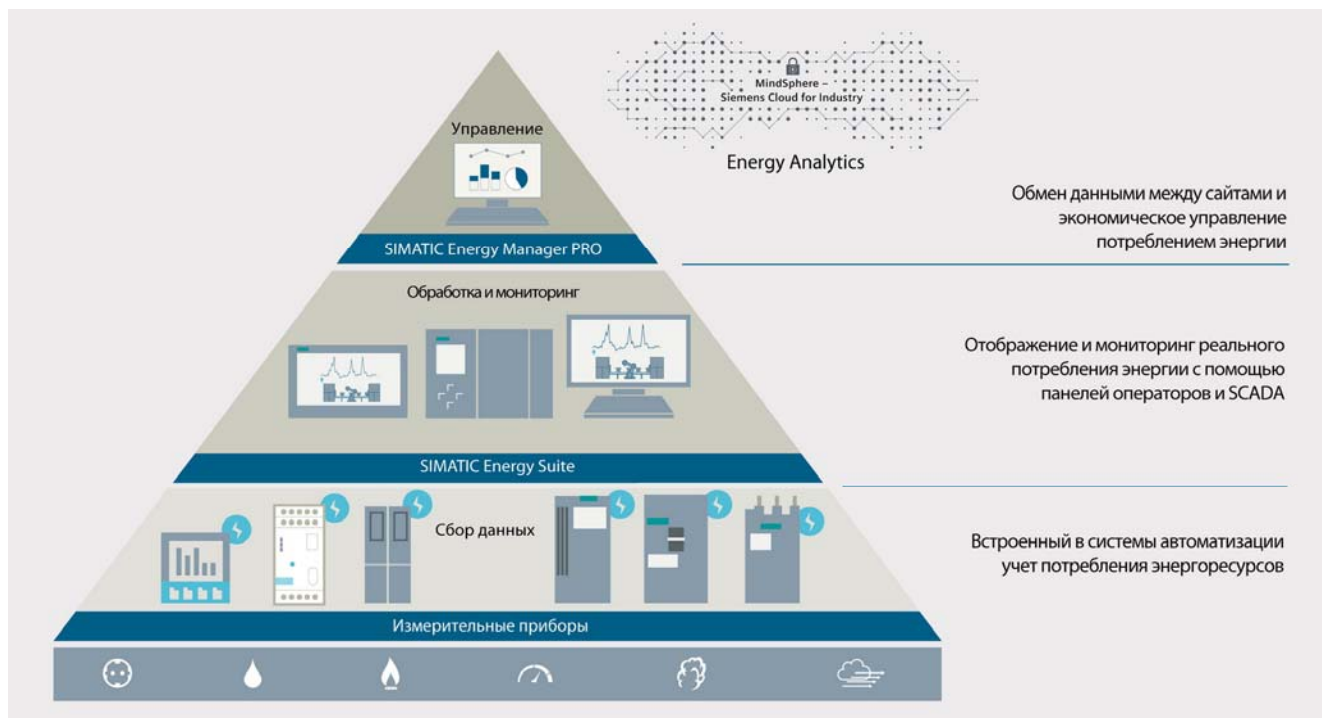 MindSphere –
Siemens Cloud for Industry
Energy Analytics
Управление
SIMATIC Energy Manager PRO
Обмен данными между сайтами и
экономическое управление
потреблением энергии
Обработка и мониторинг
SIMATIC Energy Suite
Отображение и мониторинг реального
потребления энергии с помощью
панелей операторов и SCADA
Сбор данных
Измерительные приборы
Встроенный в системы автоматизации
учет потребления энергоресурсов